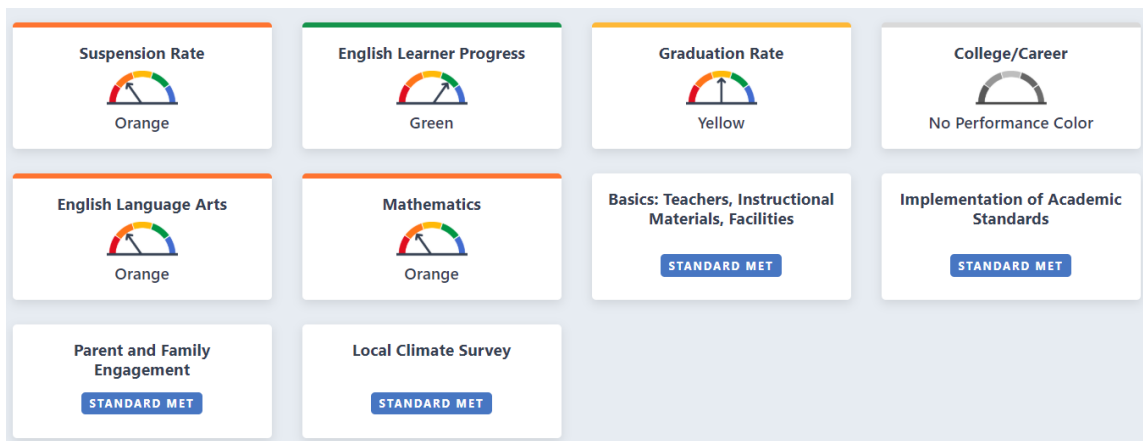 Suspension Rate
Orange
English Learner Progress
Green
Graduation Rate
Yellow
College/Career
No Performance Color
English Language Arts
Orange
Mathematics
Orange
Basics: Teachers, Instructional
Materials, Facilities
STANDARD MET
Implementation of Academic
Standards
STANDARD MET
Parent and Family
Engagement
STANDARD MET
Local Climate Survey
STANDARD MET